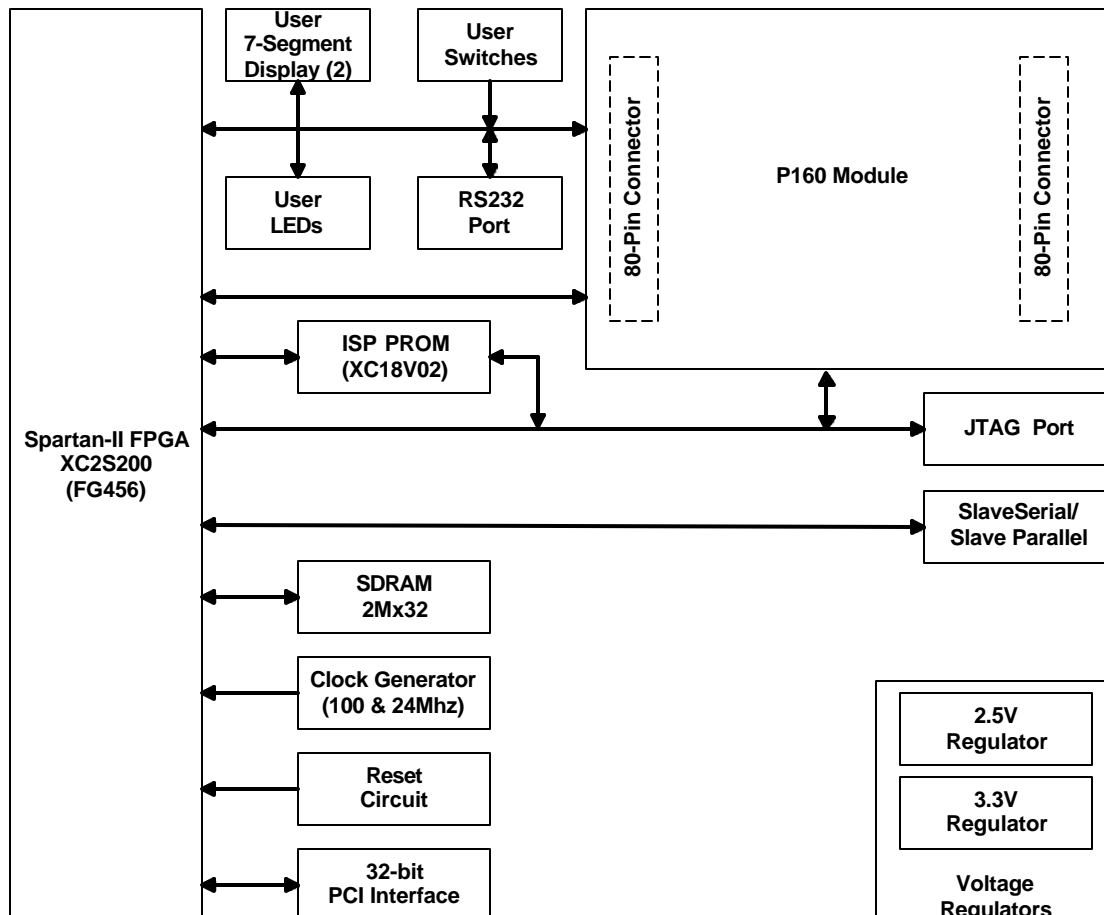 User
7-Segment
Display (2)
User
Switches
80-Pin Connector
P160 Module
80-Pin Connector
User
LEDs
RS232
Port
ISP PROM
(XC18V02)
Spartan-II FPGA
XC2S200
(FG456)
JTAG Port
SlaveSerial/
Slave Parallel
SDRAM
2Mx32
Clock Generator
(100 & 24Mhz)
2.5V
Regulator
Reset
Circuit
3.3V
Regulator
32-bit
PCI Interface
Voltage
Regulators